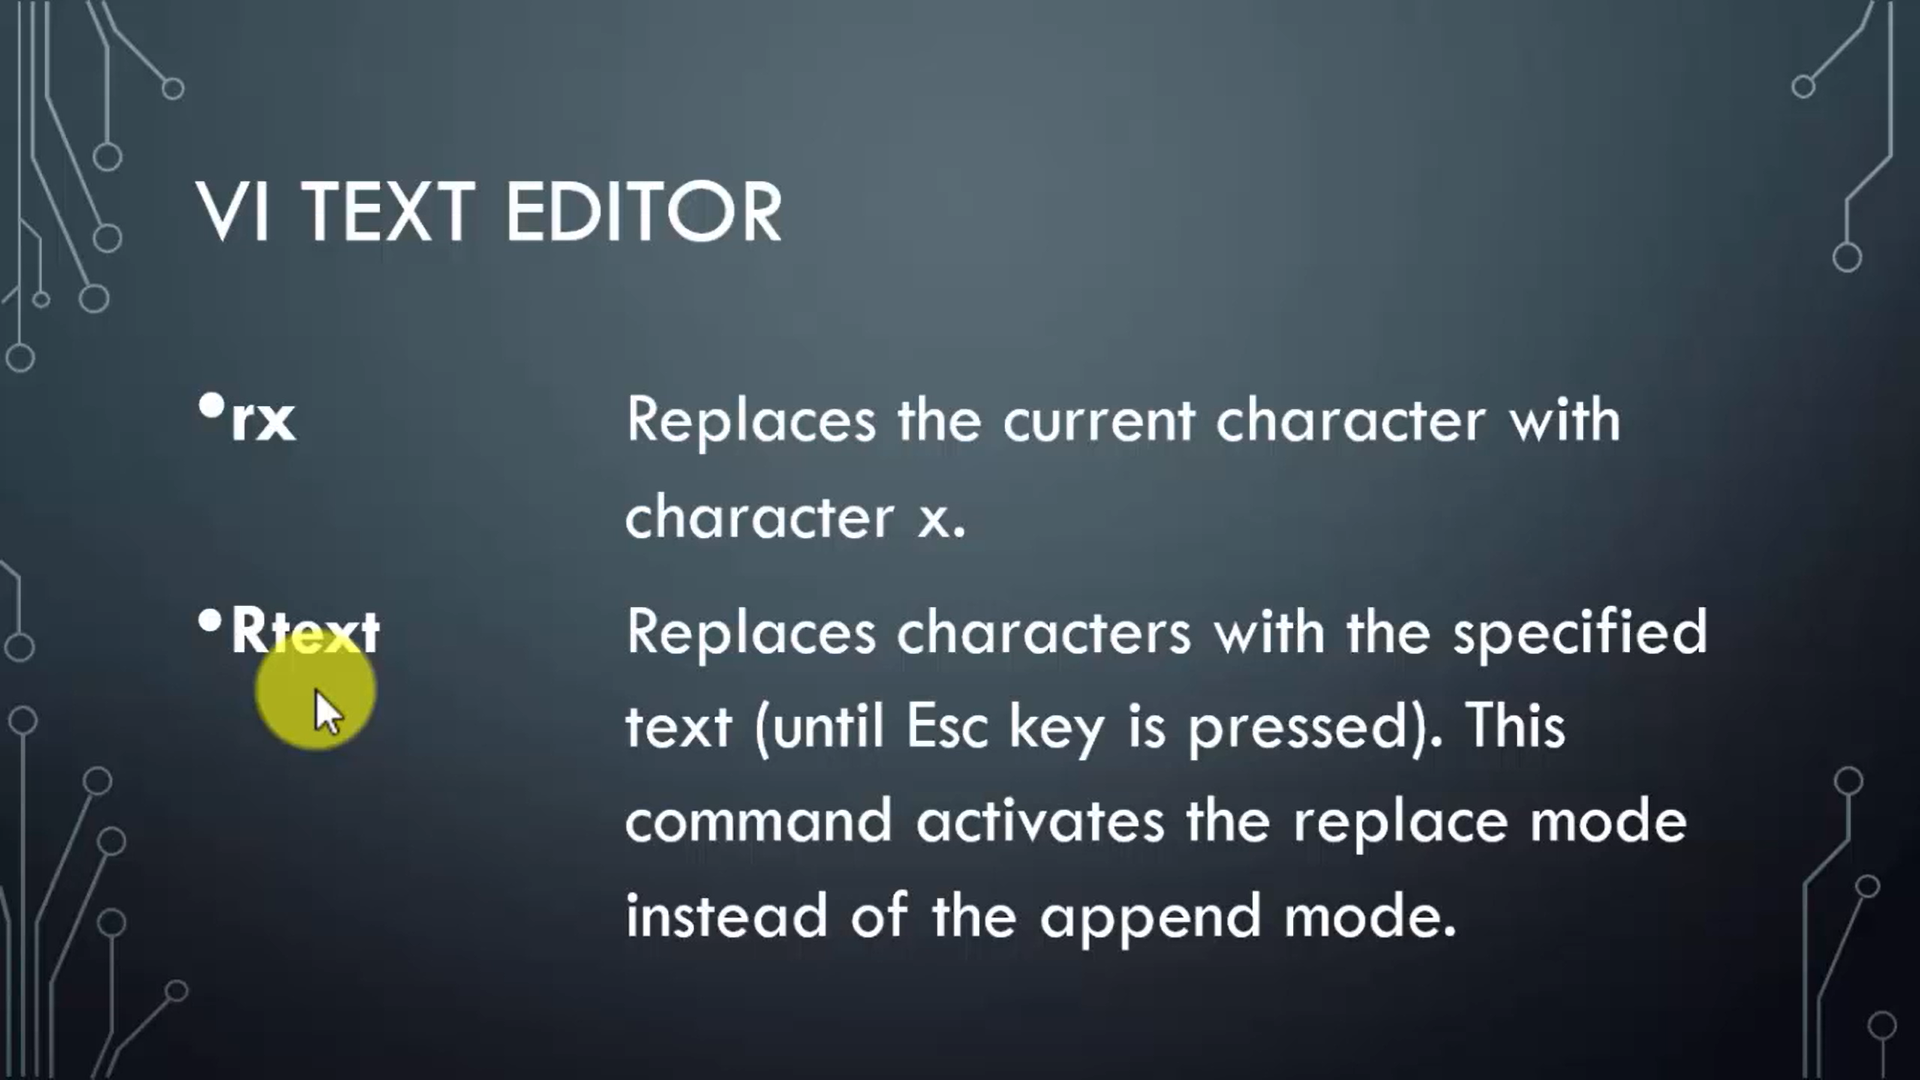 VI TEXT EDITOR
•rx Replaces the current character with
character x.
•Rtext Replaces characters with the specified
text (until Esc key is pressed). This
command activates the replace mode
instead of the append mode.